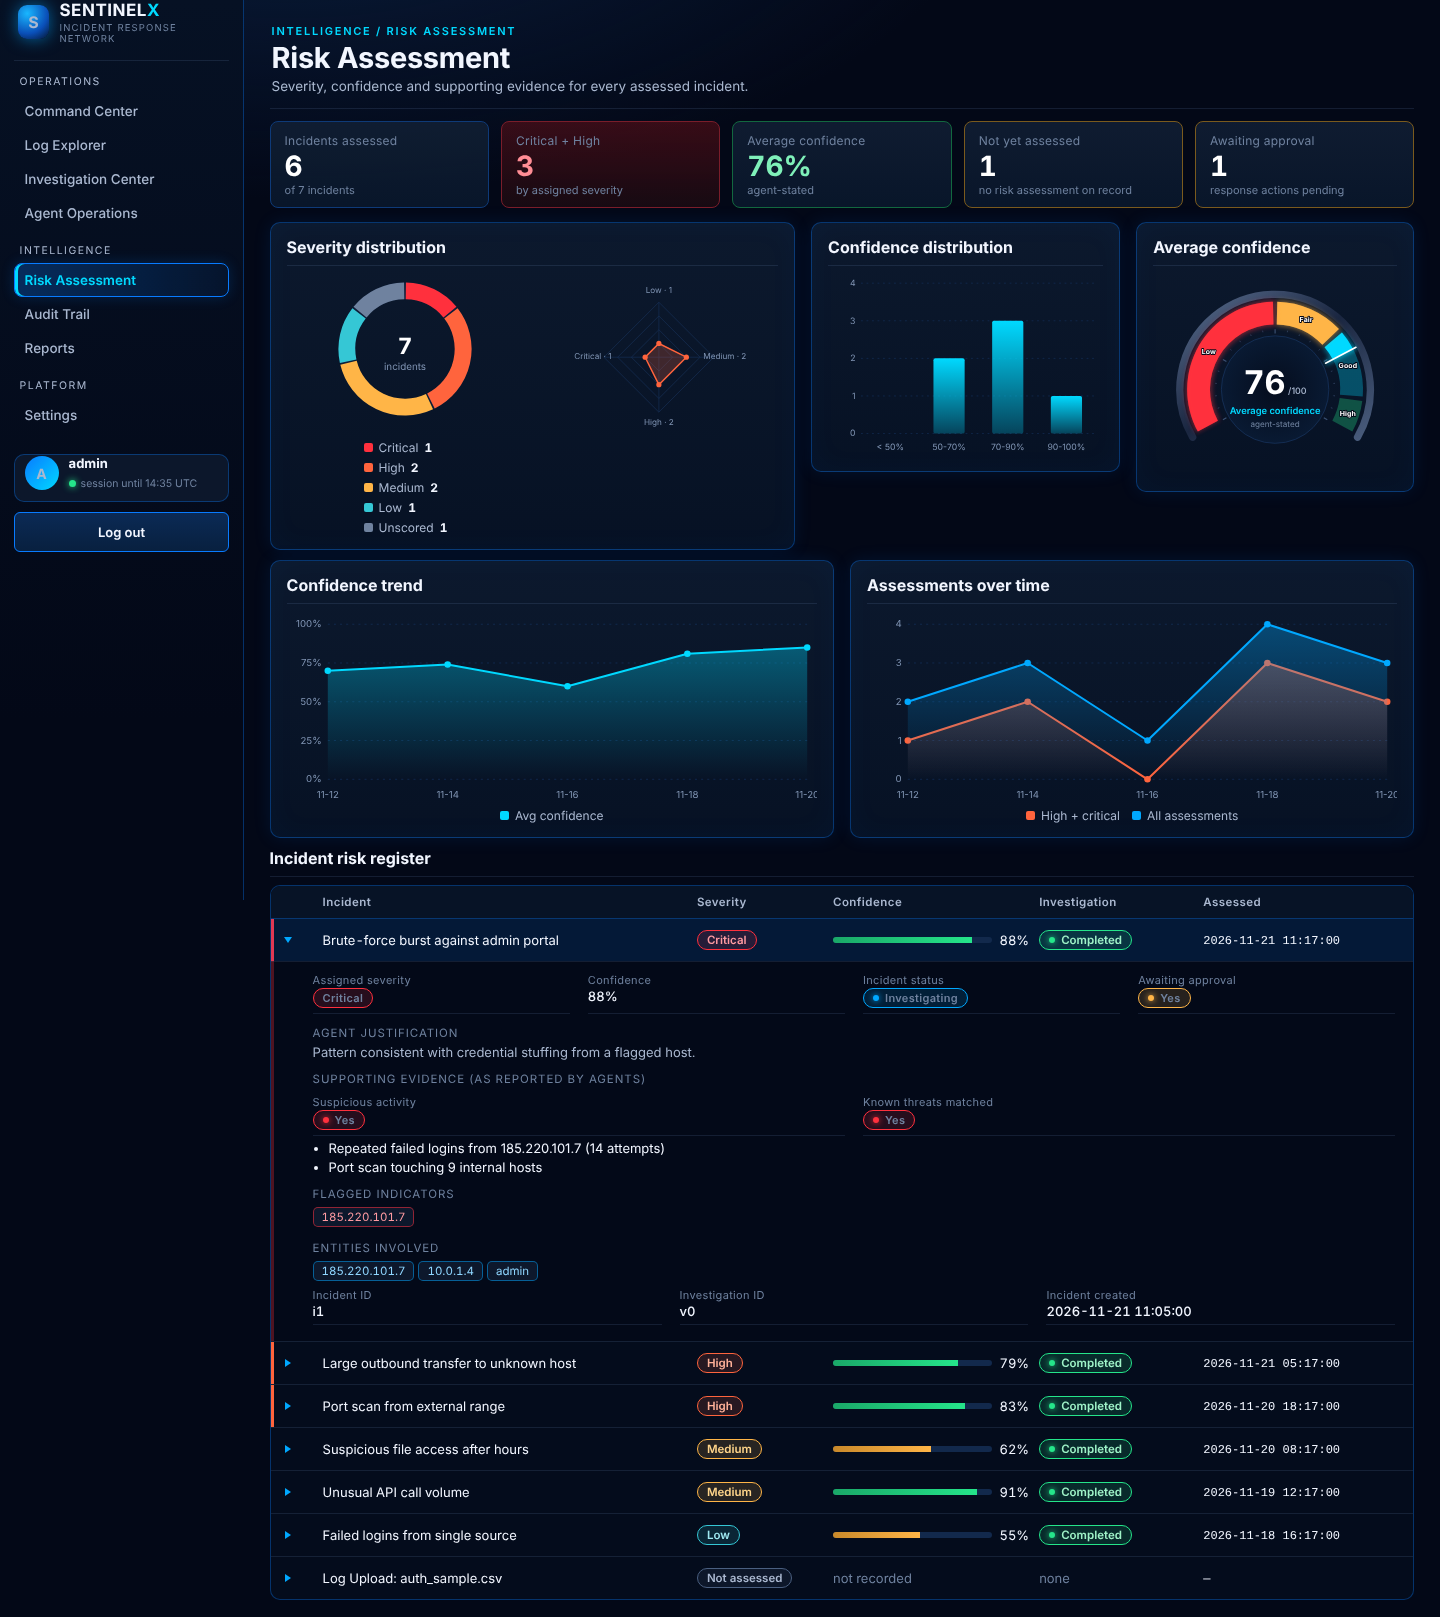 S
SENTINELX
INCIDENT RESPONSE
NETWORK
OPERATIONS
Command Center
Log Explorer
Investigation Center
Agent Operations
INTELLIGENCE
Risk Assessment
Audit Trail
Reports
PLATFORM
Settings
A
admin
session until 14:35 UTC
Log out
INTELLIGENCE / RISK ASSESSMENT
Risk Assessment
Severity, confidence and supporting evidence for every assessed incident.
Incidents assessed
6
of 7 incidents
Critical + High
3
by assigned severity
Average confidence
76%
agent-stated
Not yet assessed
1
no risk assessment on record
Awaiting approval
1
response actions pending
Severity distribution
7
incidents
Critical 1
High 2
Medium 2
Low 1
Unscored 1
Low · 1
Critical · 1
Medium · 2
High · 2
Confidence distribution
4
3
2
1
0
< 50%
50-70%
70-90%
90-100%
Average confidence
Low
Fair
Good
High
76 /100
Average confidence
agent-stated
Confidence trend
100%
75%
50%
25%
0%
11-12
11-14
11-16
11-18
11-20
Avg confidence
Assessments over time
4
3
2
1
0
11-12
11-14
11-16
11-18
11-20
High + critical
All assessments
Incident risk register
Incident Severity Confidence Investigation Assessed
Brute-force burst against admin portal Critical 88% Completed 2026-11-21 11:17:00
Assigned severity Confidence Incident status Awaiting approval
Critical 88% Investigating Yes
AGENT JUSTIFICATION
Pattern consistent with credential stuffing from a flagged host.
SUPPORTING EVIDENCE (AS REPORTED BY AGENTS)
Suspicious activity Known threats matched
Yes Yes
• Repeated failed logins from 185.220.101.7 (14 attempts)
• Port scan touching 9 internal hosts
FLAGGED INDICATORS
185.220.101.7
ENTITIES INVOLVED
185.220.101.7 10.0.1.4 admin
Incident ID Investigation ID Incident created
i1 v0 2026-11-21 11:05:00
Large outbound transfer to unknown host High 79% Completed 2026-11-21 05:17:00
Port scan from external range High 83% Completed 2026-11-20 18:17:00
Suspicious file access after hours Medium 62% Completed 2026-11-20 08:17:00
Unusual API call volume Medium 91% Completed 2026-11-19 12:17:00
Failed logins from single source Low 55% Completed 2026-11-18 16:17:00
Log Upload: auth_sample.csv Not assessed not recorded none —